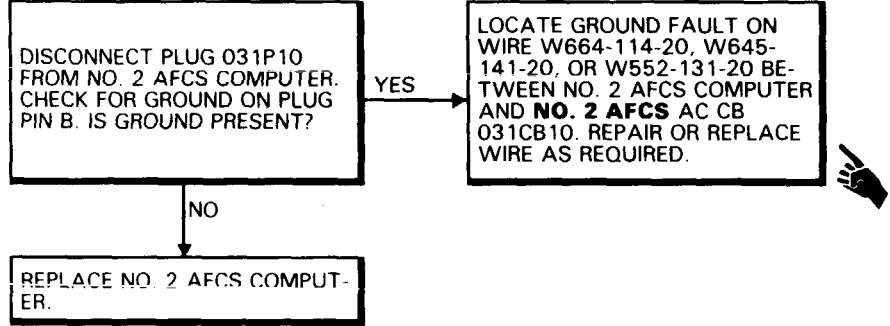 DISCONNECT PLUG 031P10
FROM NO. 2 AFCS COMPUTER.
CHECK FOR GROUND ON PLUG
PIN B. IS GROUND PRESENT?
YES
LOCATE GROUND FAULT ON
WIRE W664-114-20, W645-
141-20, OR W552-131-20 BE-
TWEEN NO. 2 AFCS COMPUTER
AND NO. 2 AFCS AC CB
031CB10. REPAIR OR REPLACE
WIRE AS REQUIRED.
NO
REPLACE NO. 2 AFCS COMPUT-
ER.